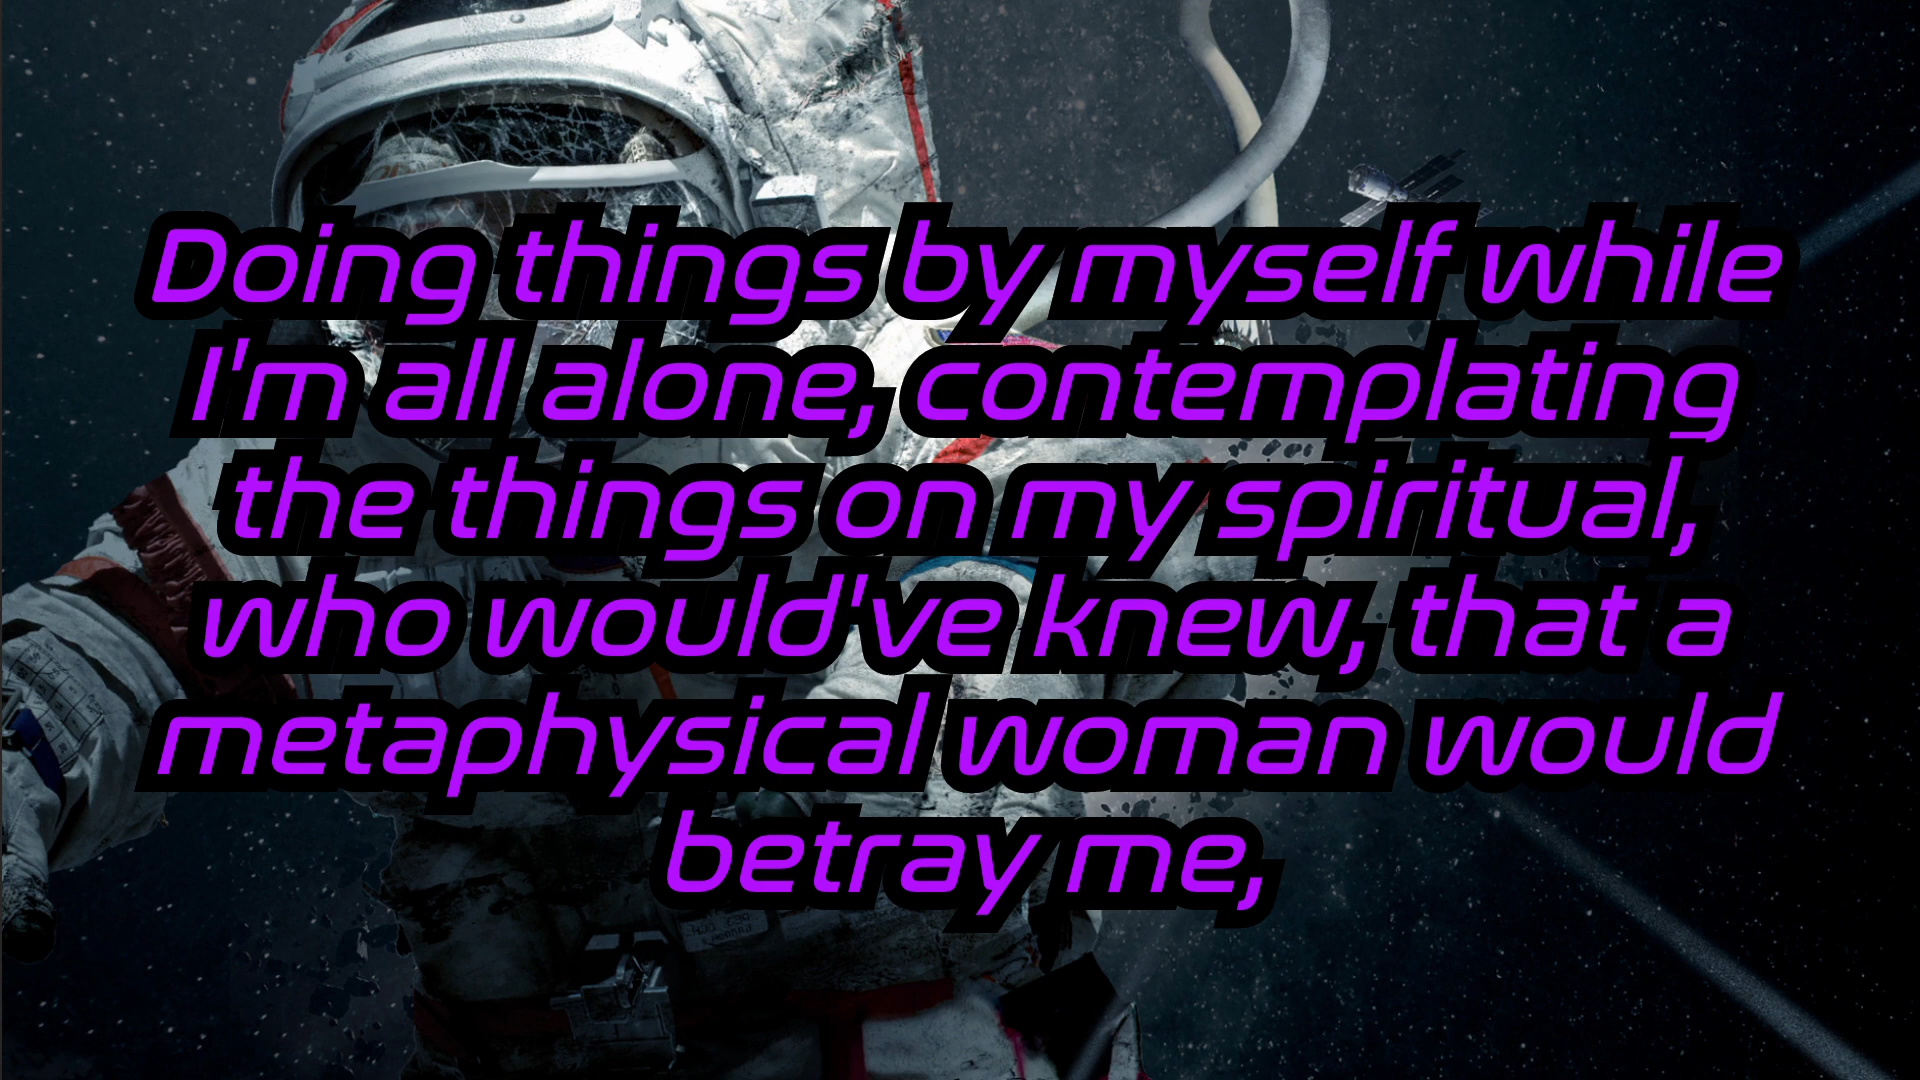 Doing things by myself while
I'm all alone, contemplating
the things on my spiritual,
who would've knew, that a
metaphysical woman would
betray me,